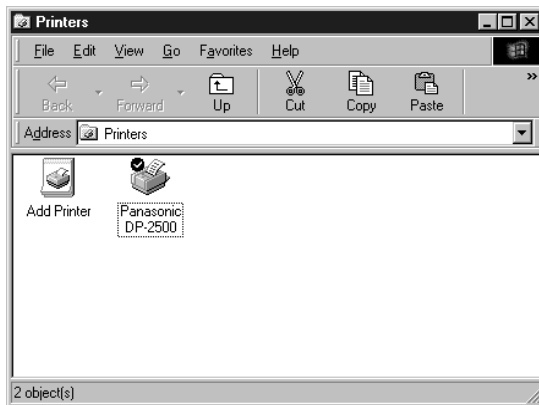 Printers
File Edit View Go Favorites Help
Back Forward Up Cut Copy Paste »
Address Printers
Add Printer Panasonic
DP-2500
2 object(s)